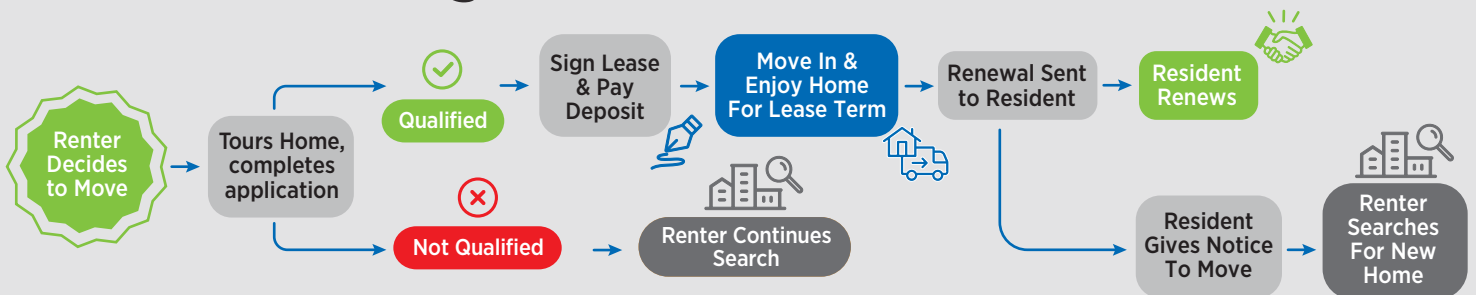 Renter
Decides
to Move
Tours Home,
completes
application
Qualified
Sign Lease
& Pay
Deposit
Move In &
Enjoy Home
For Lease Term
Renewal Sent
to Resident
Resident
Renews
Not Qualified
Renter Continues
Search
Resident
Gives Notice
To Move
Renter
Searches
For New
Home